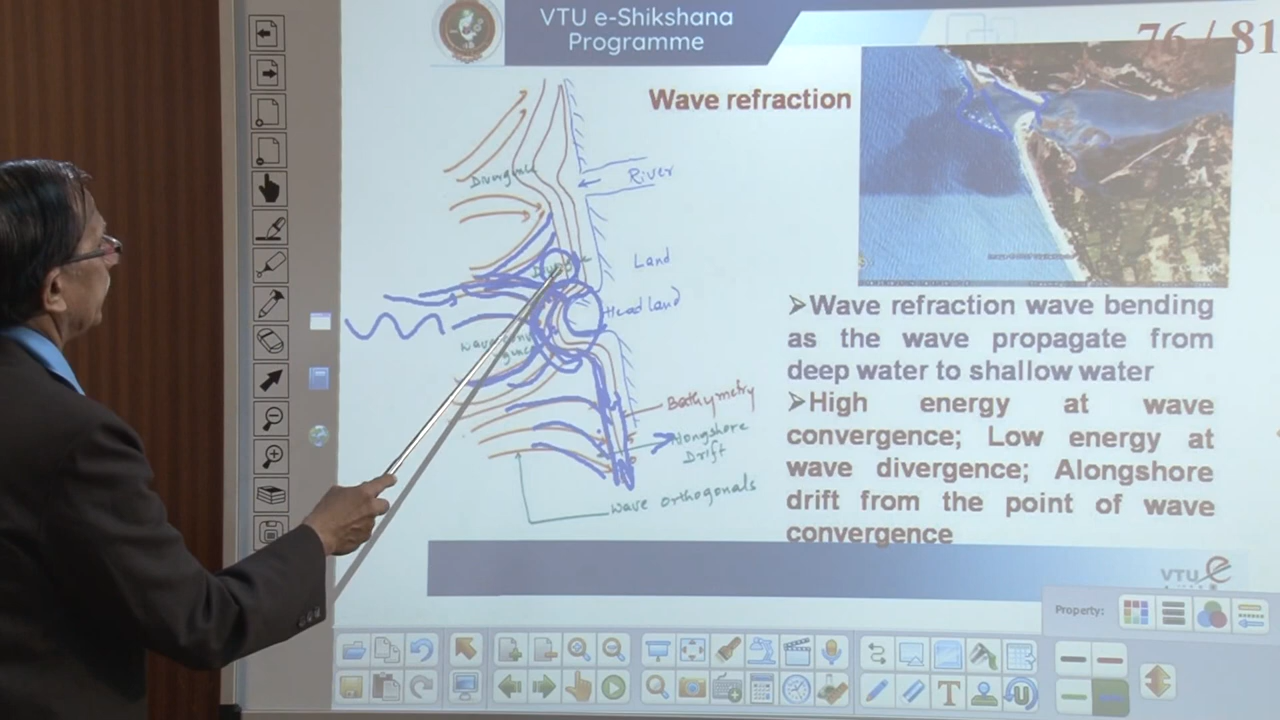 VTU e-Shikshana
Programme
76 / 81
Wave refraction
Divergence
River
Land
Head land
Bathymetry
Drift
wave orthogonals
➢Wave refraction wave bending
as the wave propagate from
deep water to shallow water
➢High energy at wave
convergence; Low energy at
wave divergence; Alongshore
drift from the point of wave
convergence
VTU e
Property: